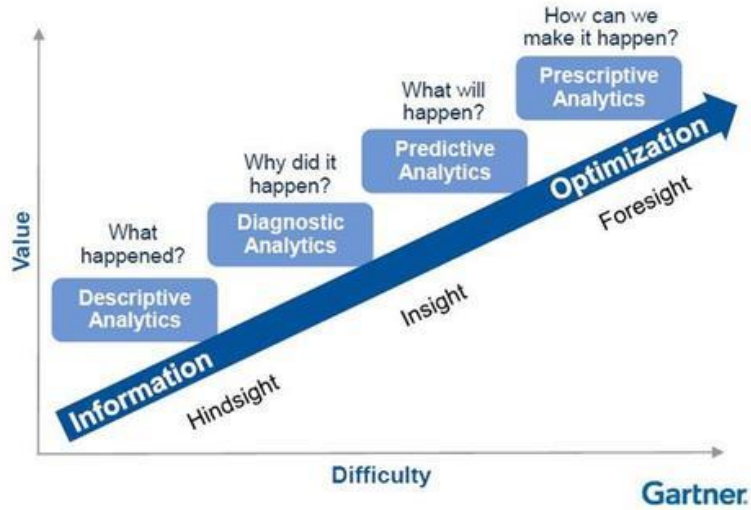 How can we
make it happen?
Prescriptive
Analytics
What will
happen?
Predictive
Analytics
Why did it
happen?
Diagnostic
Analytics
What
happened?
Descriptive
Analytics
Value
Information
Optimization
Hindsight
Insight
Foresight
Difficulty
Gartner.